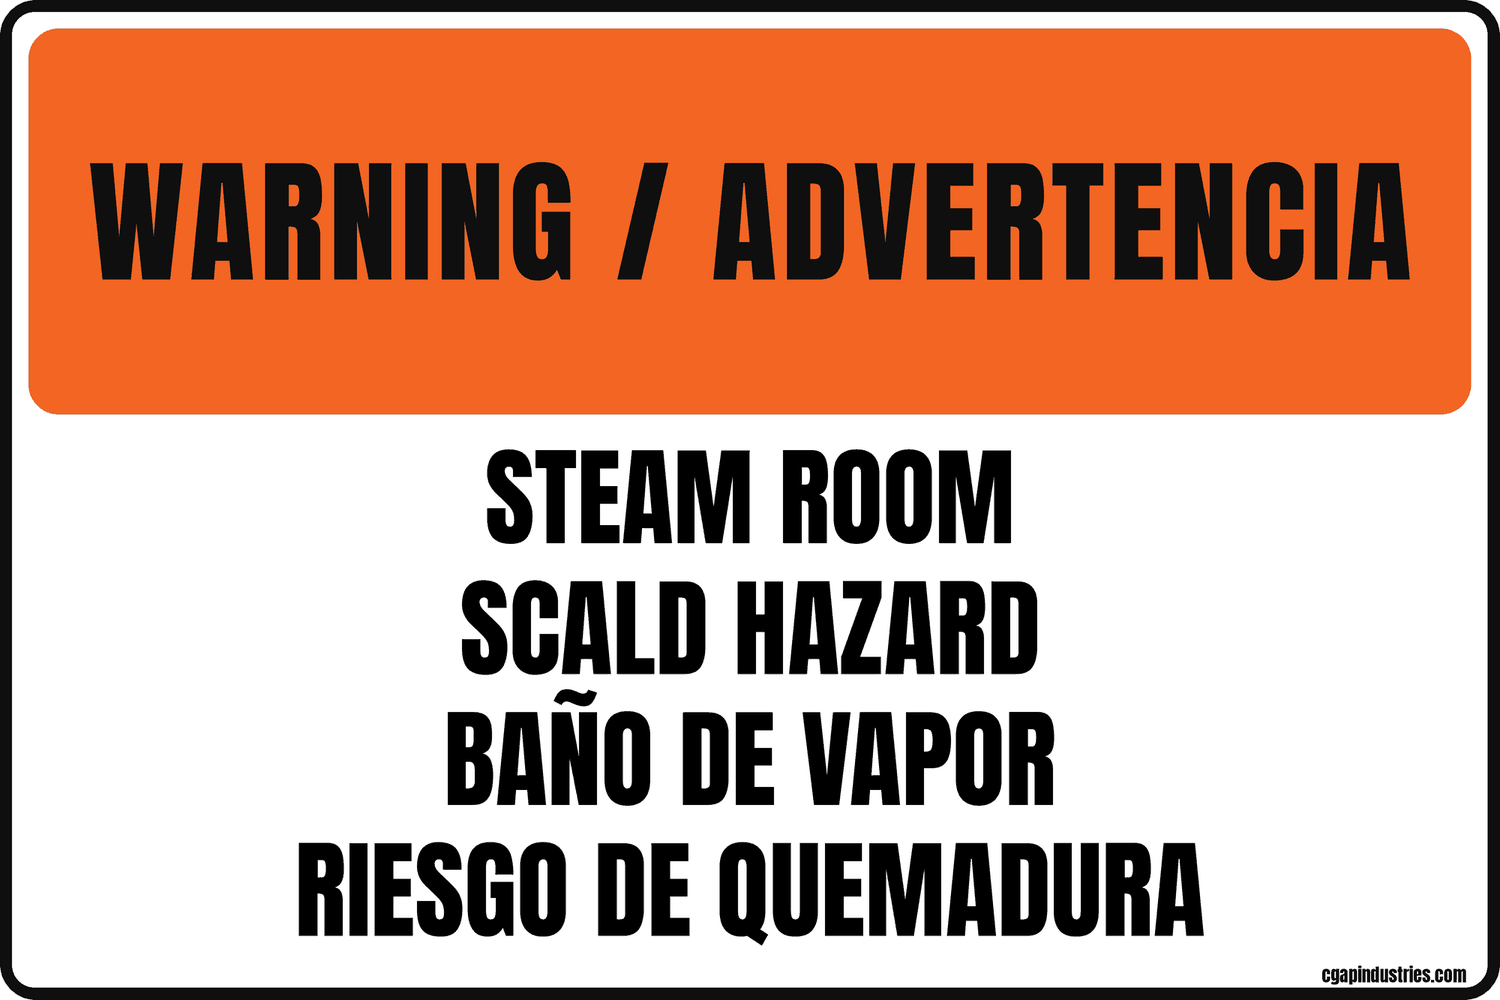 WARNING / ADVERTENCIA
STEAM ROOM
SCALD HAZARD
BAÑO DE VAPOR
RIESGO DE QUEMADURA
cgapindustries.com